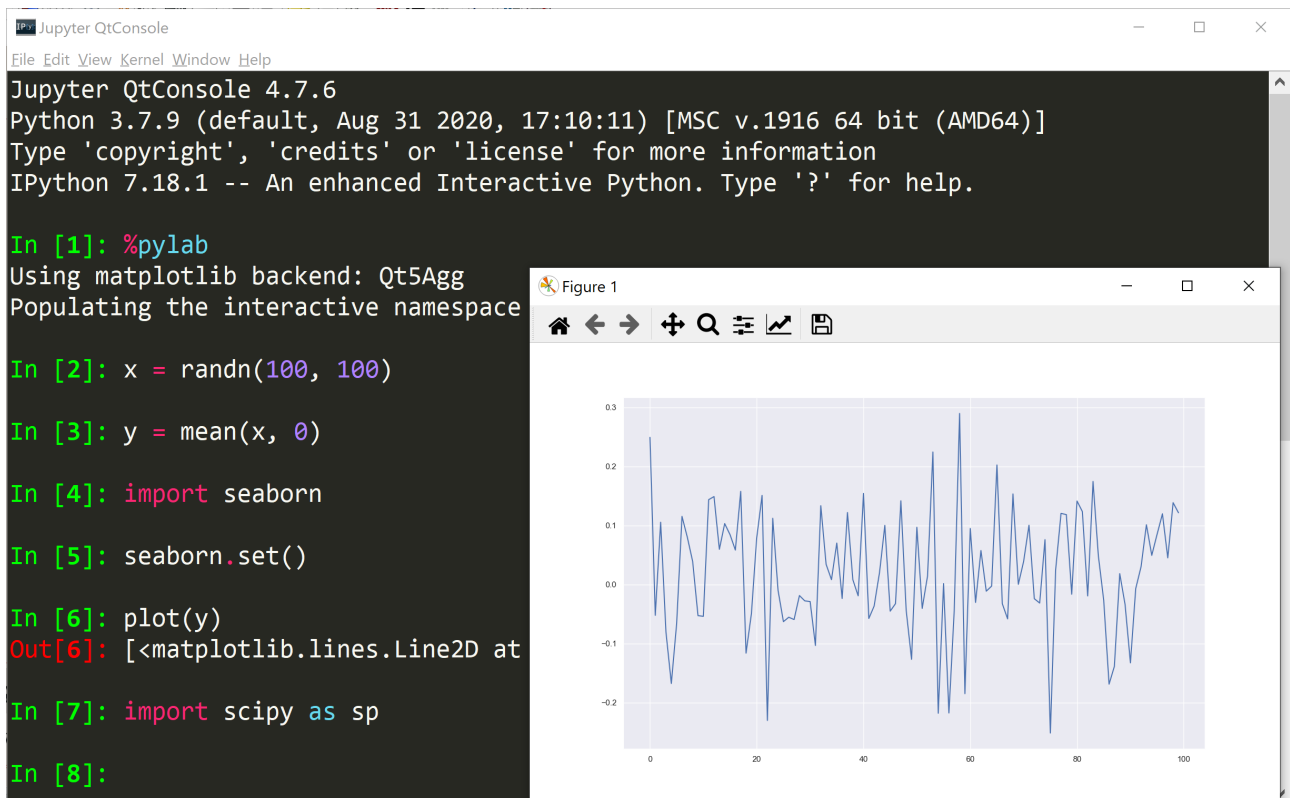 Jupyter QtConsole
File Edit View Kernel Window Help
Jupyter QtConsole 4.7.6
Python 3.7.9 (default, Aug 31 2020, 17:10:11) [MSC v.1916 64 bit (AMD64)]
Type 'copyright', 'credits' or 'license' for more information
IPython 7.18.1 -- An enhanced Interactive Python. Type '?' for help.
In [1]: %pylab
Using matplotlib backend: Qt5Agg
Populating the interactive namespace
In [2]: x = randn(100, 100)
In [3]: y = mean(x, 0)
In [4]: import seaborn
In [5]: seaborn.set()
In [6]: plot(y)
Out[6]: [<matplotlib.lines.Line2D at
In [7]: import scipy as sp
In [8]:
Figure 1
0.3
0.2
0.1
0.0
−0.1
−0.2
0 20 40 60 80 100